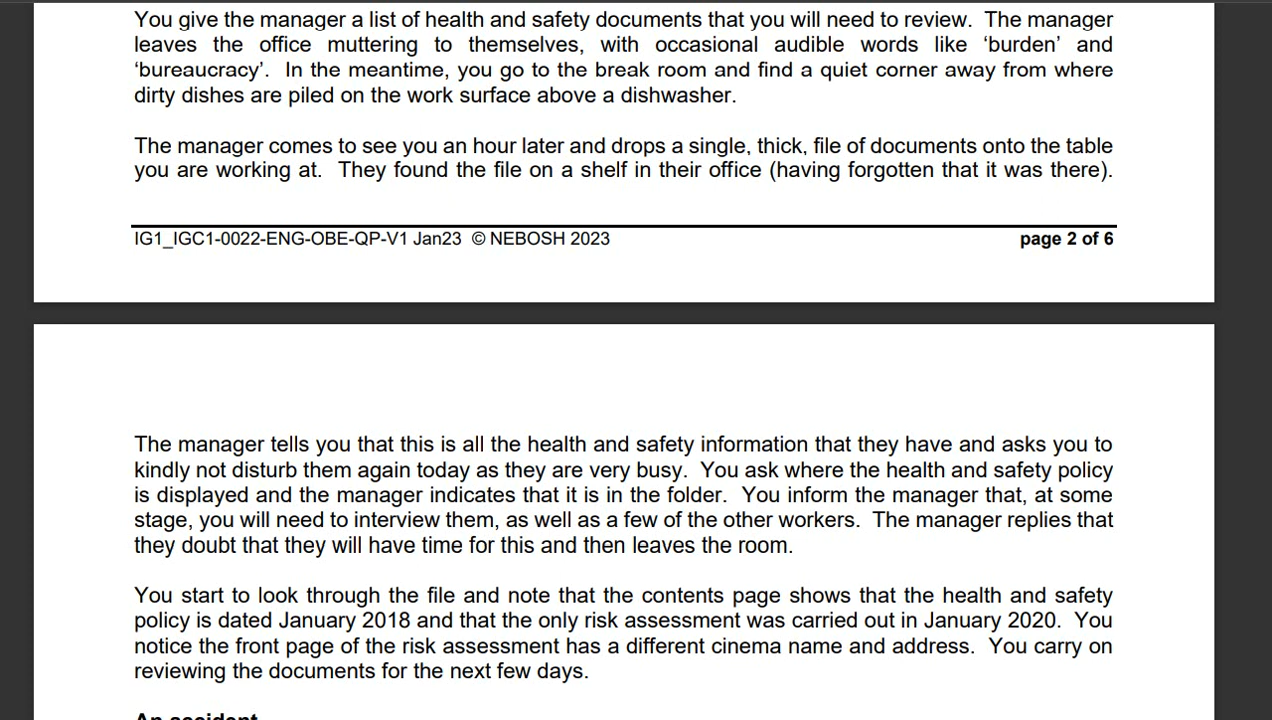 You give the manager a list of health and safety documents that you will need to review.  The manager
leaves the office muttering to themselves, with occasional audible words like ‘burden’ and
‘bureaucracy’.  In the meantime, you go to the break room and find a quiet corner away from where
dirty dishes are piled on the work surface above a dishwasher.
The manager comes to see you an hour later and drops a single, thick, file of documents onto the table
you are working at.  They found the file on a shelf in their office (having forgotten that it was there).
IG1_IGC1-0022-ENG-OBE-QP-V1 Jan23  © NEBOSH 2023 page 2 of 6
The manager tells you that this is all the health and safety information that they have and asks you to
kindly not disturb them again today as they are very busy.  You ask where the health and safety policy
is displayed and the manager indicates that it is in the folder.  You inform the manager that, at some
stage, you will need to interview them, as well as a few of the other workers.  The manager replies that
they doubt that they will have time for this and then leaves the room.
You start to look through the file and note that the contents page shows that the health and safety
policy is dated January 2018 and that the only risk assessment was carried out in January 2020.  You
notice the front page of the risk assessment has a different cinema name and address.  You carry on
reviewing the documents for the next few days.
An accident